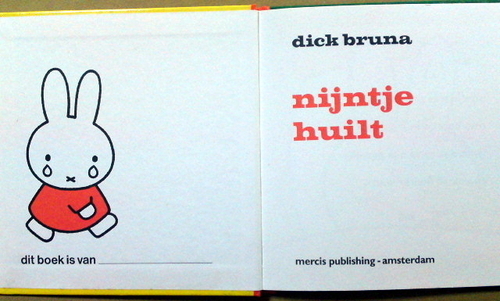 dit boek is van
dick bruna
nijntje
huilt
mercis publishing - amsterdam